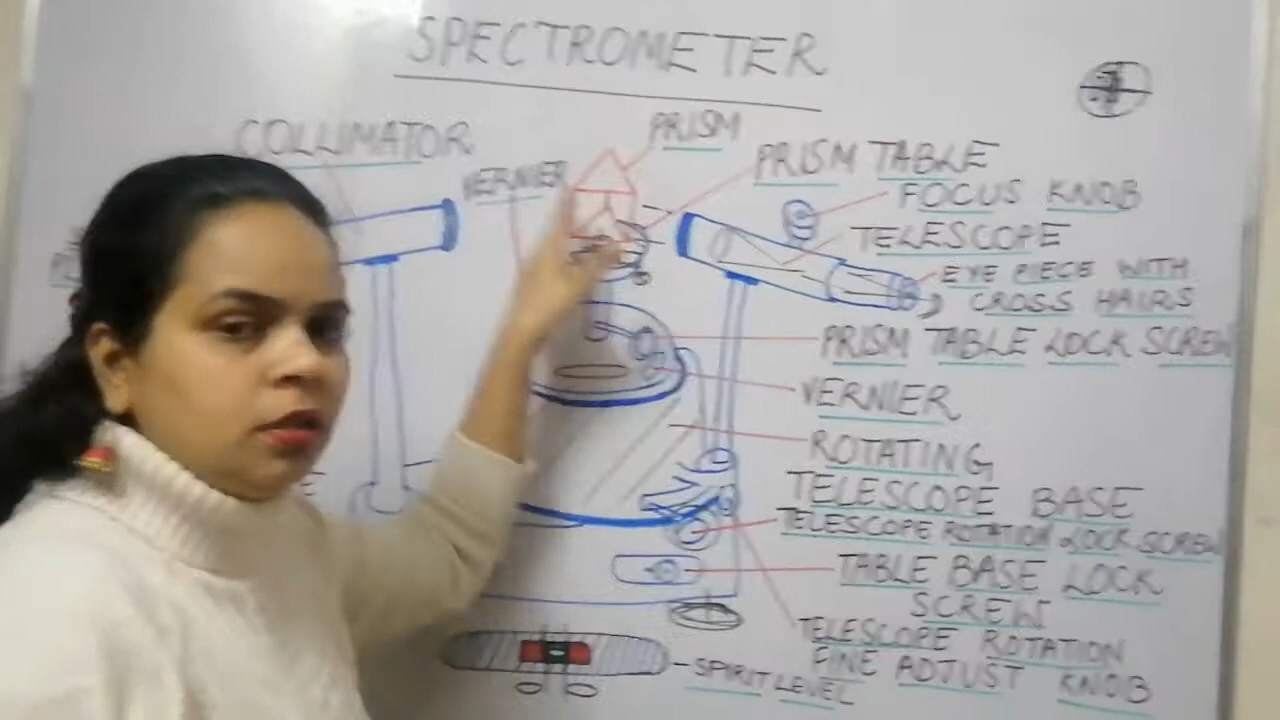 SPECTROMETER
COLLIMATOR
PRISM
VERNIER
PRISM TABLE
FOCUS KNOB
TELESCOPE
EYE PIECE WITH
CROSS HAIRS
PRISM TABLE LOCK SCREW
VERNIER
ROTATING
TELESCOPE BASE
TELESCOPE ROTATION LOCK SCREW
TABLE BASE LOCK
SCREW
TELESCOPE ROTATION
FINE ADJUST KNOB
SPIRIT LEVEL